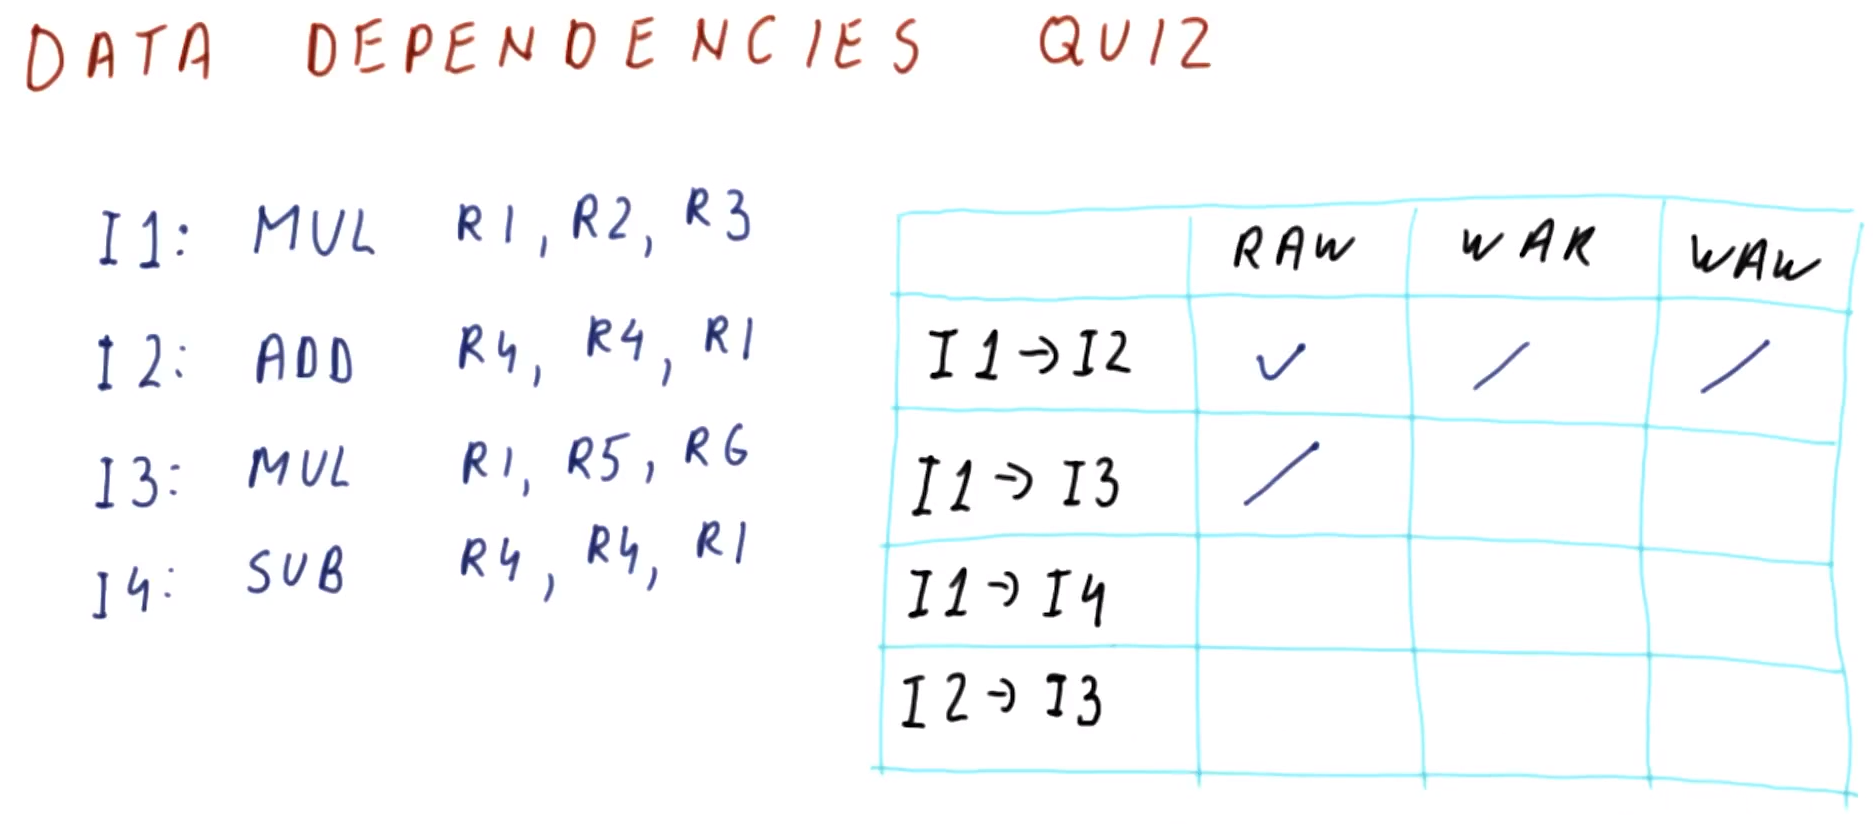 DATA DEPENDENCIES QUIZ
I1: MUL R1, R2, R3
I2: ADD R4, R4, R1
I3: MUL R1, R5, R6
I4: SUB R4, R4, R1
RAW WAR WAW
I1→I2 ✓ / /
I1→I3 /
I1→I4
I2→I3